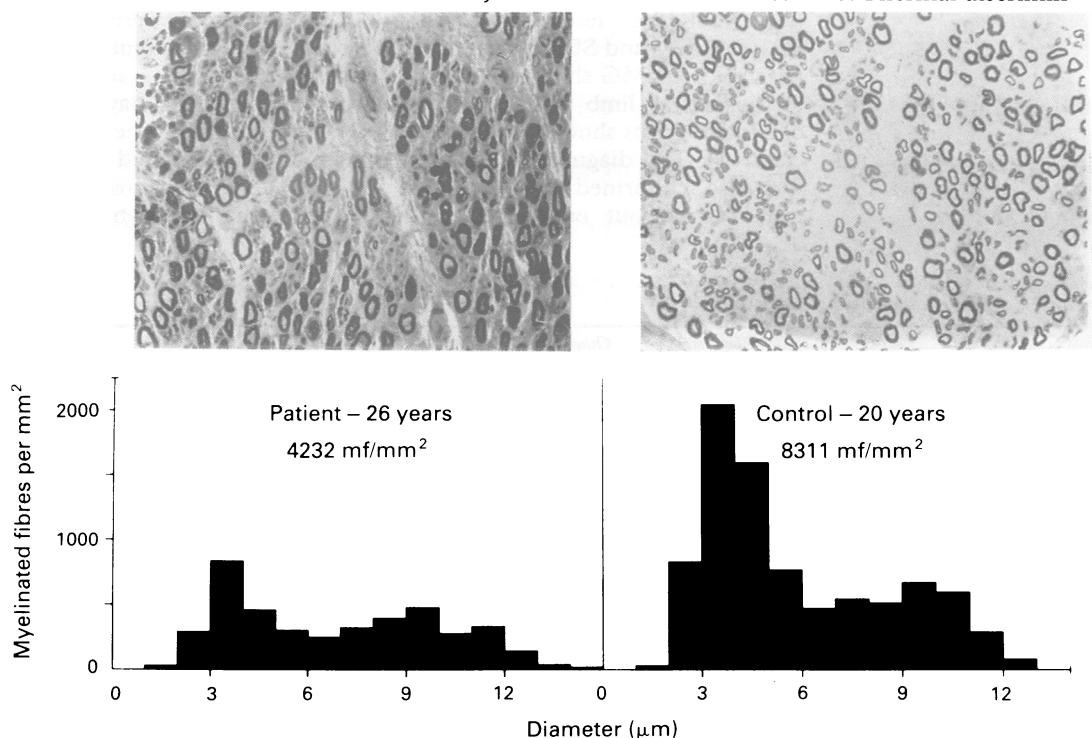 Patient – 26 years
4232 mf/mm²
Control – 20 years
8311 mf/mm²
Myelinated fibres per mm²
2000
1000
0
0 3 6 9 12 0 3 6 9 12
Diameter (μm)